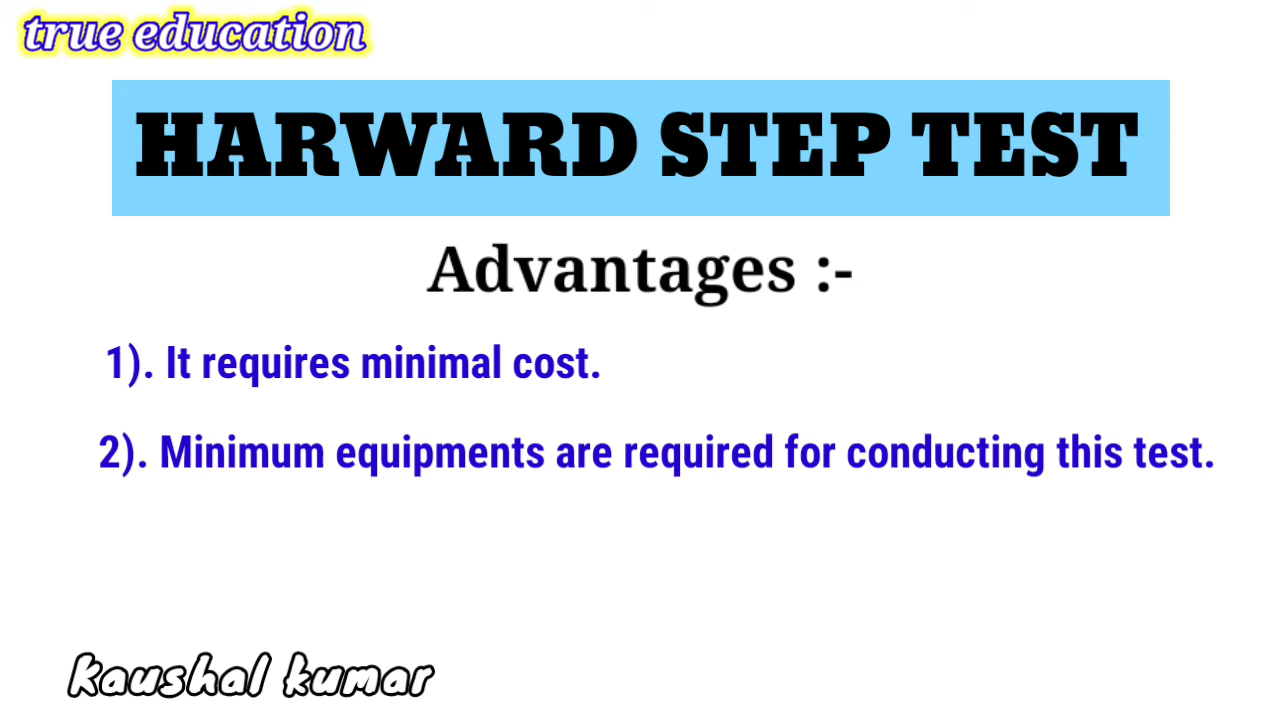 true education
HARWARD STEP TEST
Advantages :-
1). It requires minimal cost.
2). Minimum equipments are required for conducting this test.
kaushal kumar